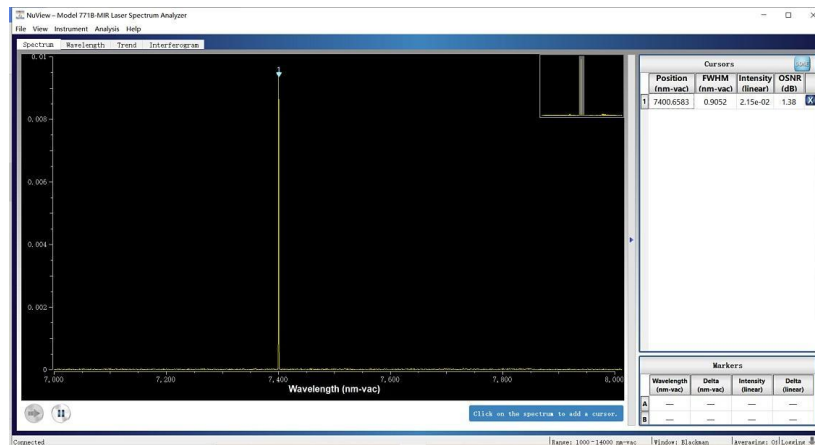 NuView – Model 771B-MIR Laser Spectrum Analyzer
File View Instrument Analysis Help
Spectrum Wavelength Trend Interferogram
0.01
0.008
0.006
0.004
0.002
0
1
7,000 7,200 7,400 7,600 7,800 8,000
Wavelength (nm-vac)
Click on the spectrum to add a cursor.
Cursors
Position (nm-vac) FWHM (nm-vac) Intensity (linear) OSNR (dB)
1 7400.6583 0.9052 2.15e-02 1.38 X
Markers
Wavelength (nm-vac) Delta (nm-vac) Intensity (linear) Delta (linear)
A — — — —
B — — — —
Connected
Range: 1000-14000 nm-vac Window: Blackman Averaging: